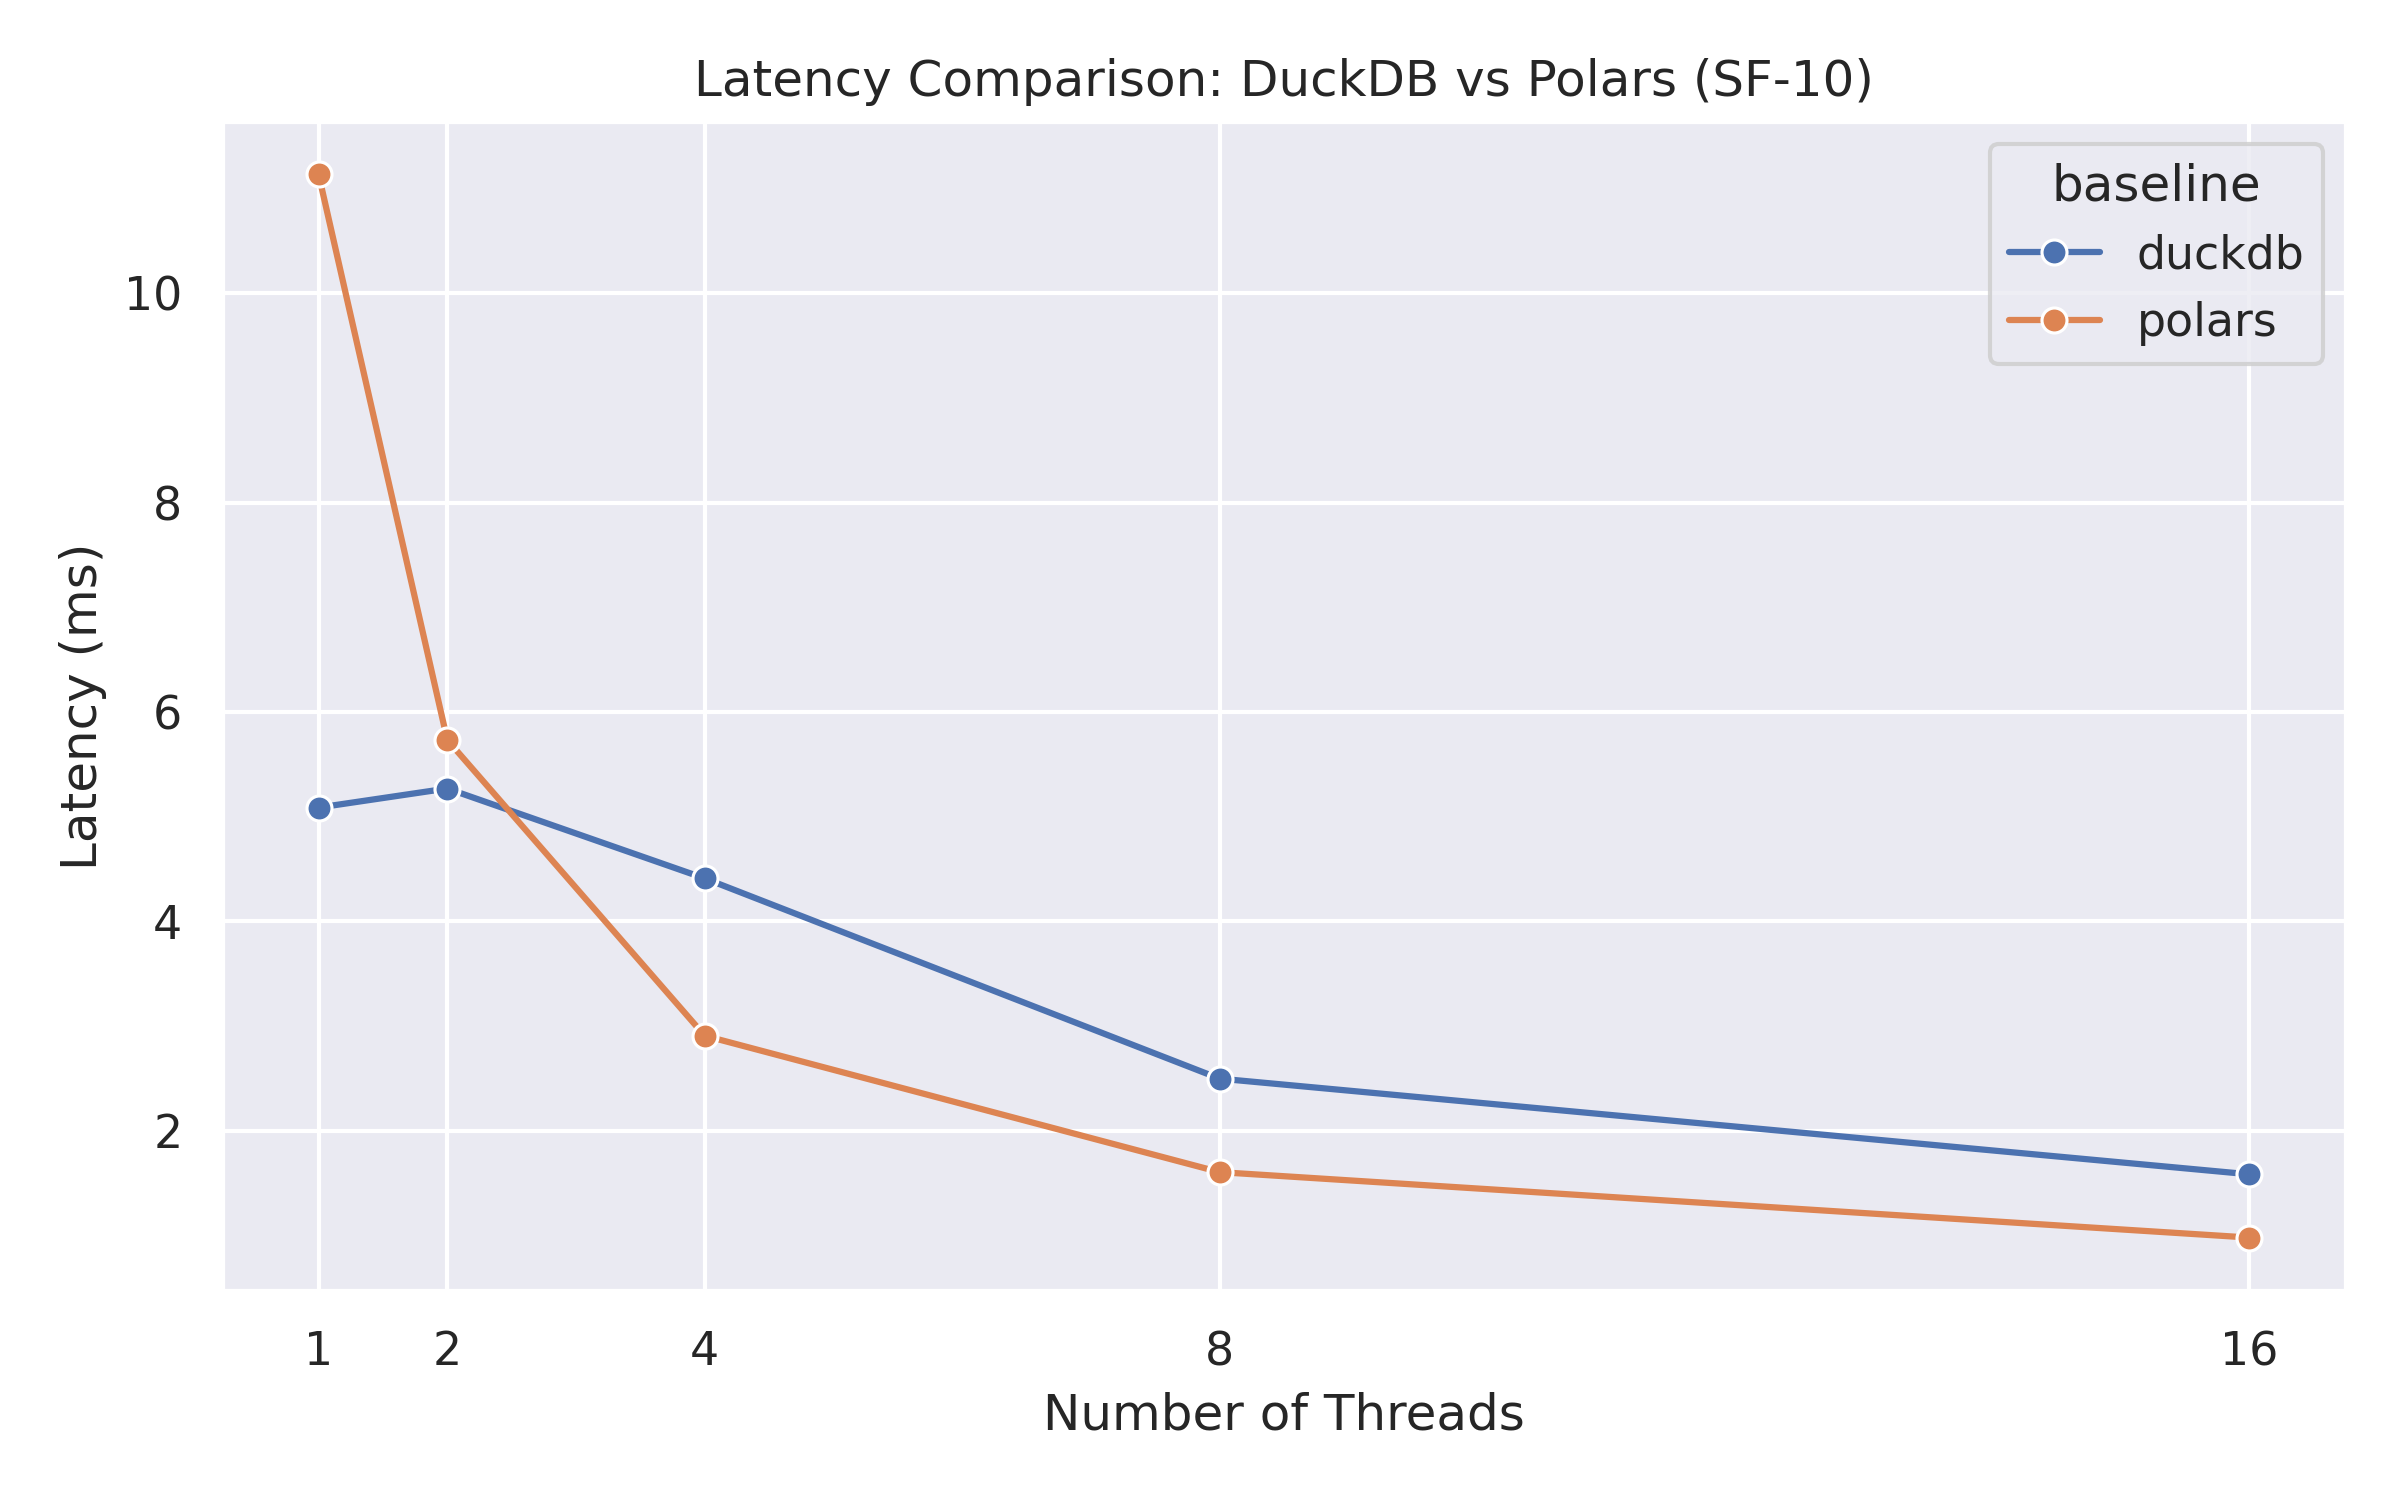 Latency Comparison: DuckDB vs Polars (SF-10)
baseline
duckdb
polars
Latency (ms)
10
8
6
4
2
1 2 4 8 16
Number of Threads